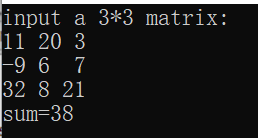 input a 3*3 matrix:
11 20 3
-9 6  7
32 8 21
sum=38